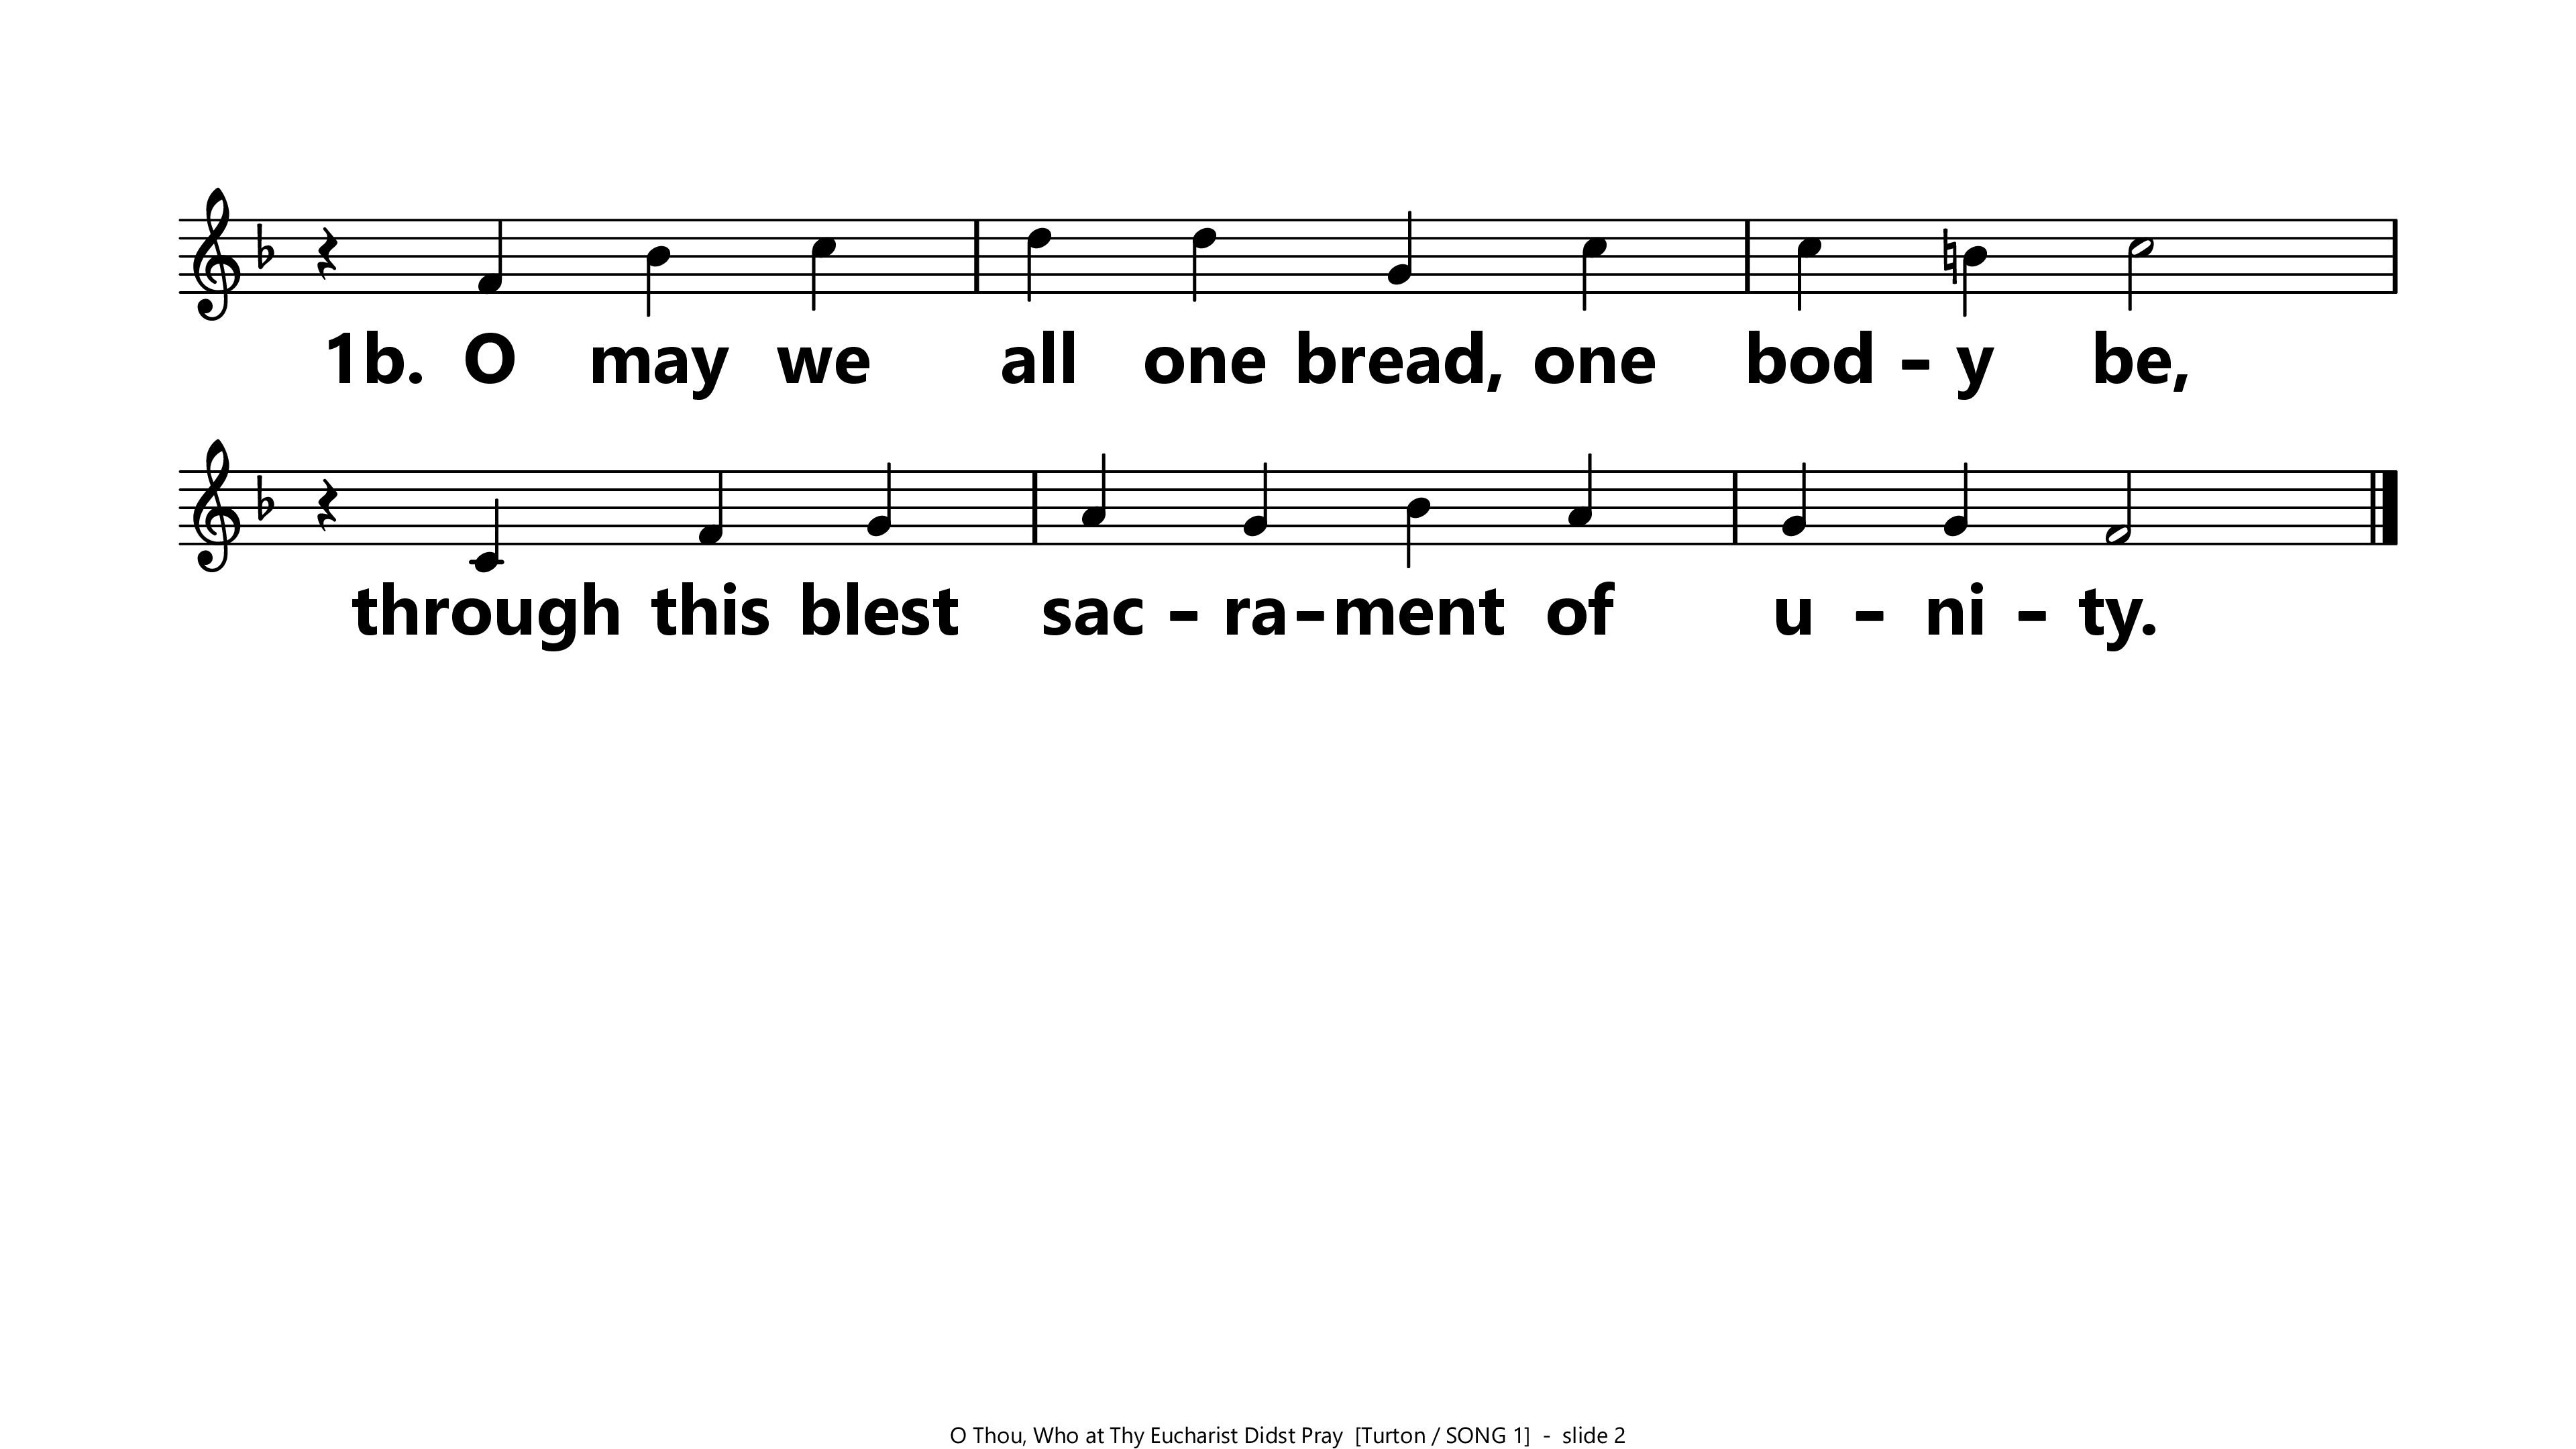 1b. O may we all one bread, one bod - y be,
through this blest sac - ra - ment of u - ni - ty.
O Thou, Who at Thy Eucharist Didst Pray [Turton / SONG 1] - slide 2